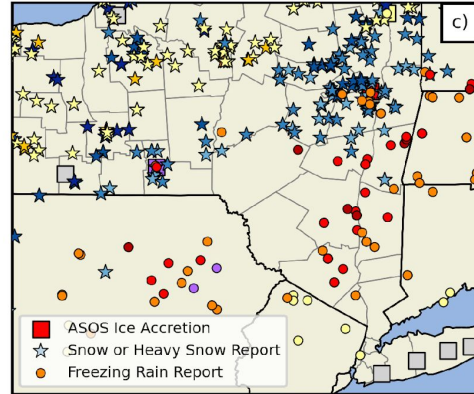 c)
ASOS Ice Accretion
Snow or Heavy Snow Report
Freezing Rain Report